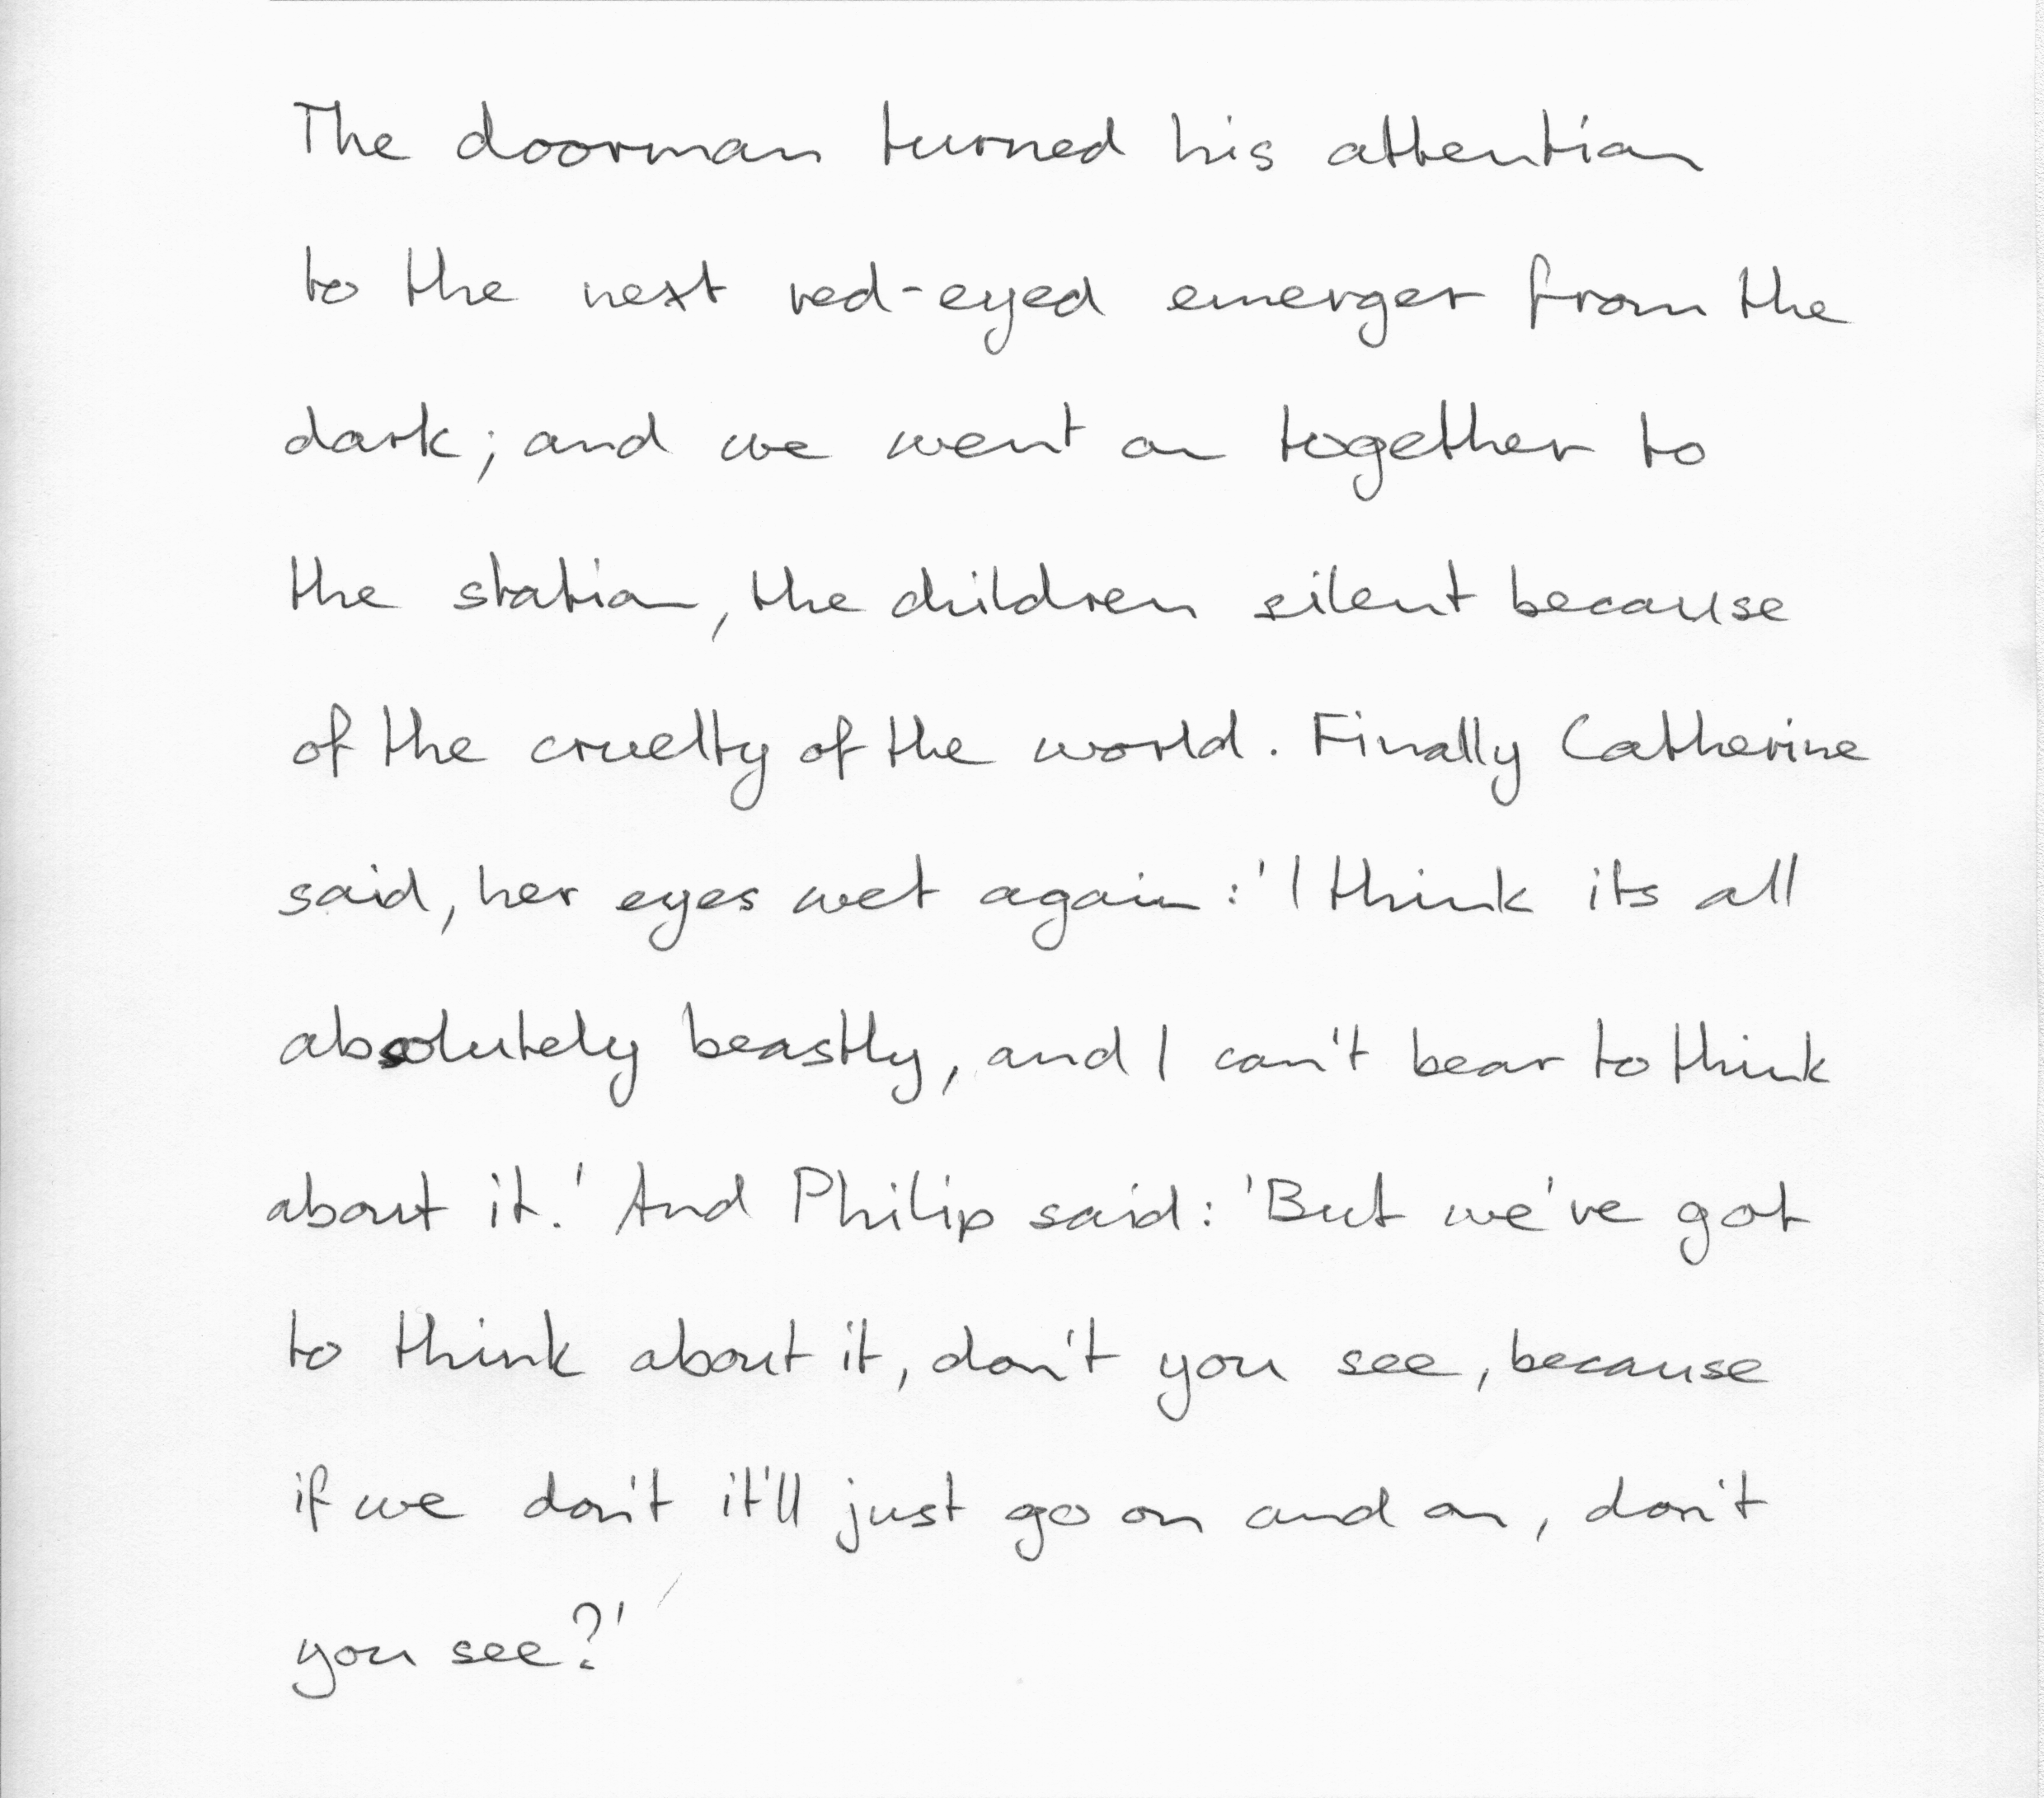 The doorman turned his attention
to the next red-eyed emerger from the
dark; and we went on together to
the station, the children silent because
of the cruelty of the world. Finally Catherine
said, her eyes wet again: 'I think its all
absolutely beastly, and I can't bear to think
about it.' And Philip said: 'But we've got
to think about it, don't you see, because
if we don't it'll just go on and on, don't
you see?'